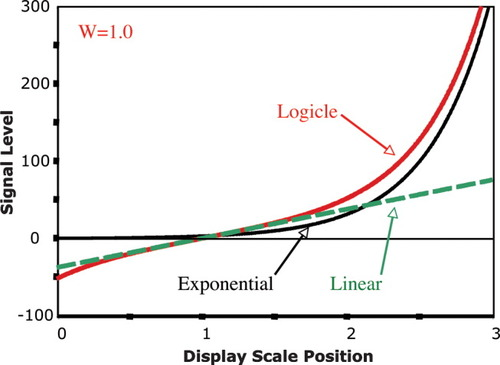 300
W=1.0
200
Logicle
100
0
Exponential
Linear
-100
0
1
2
3
Display Scale Position
Signal Level